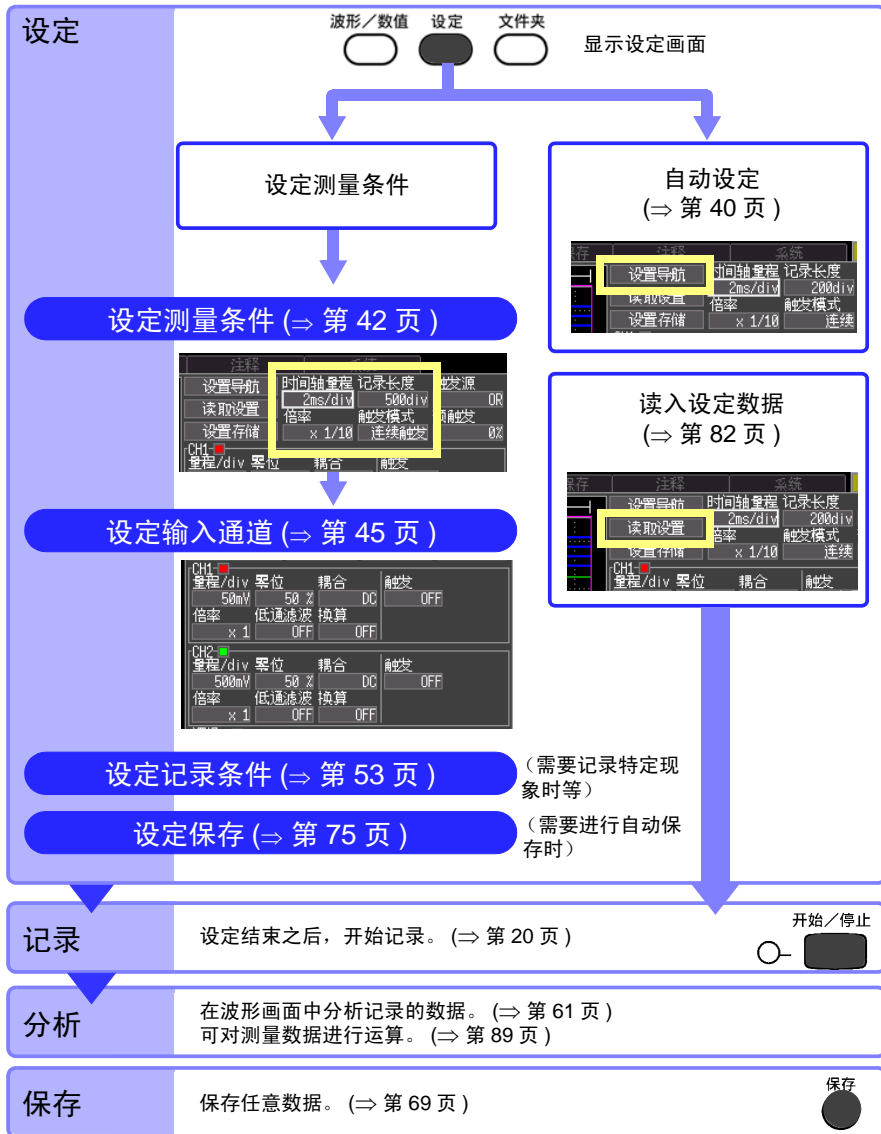 设定
波形／数值 设定 文件夹
显示设定画面
设定测量条件
自动设定
(⇒ 第 40 页 )
注释 系统
设置导航 时间轴量程 记录长度
2ms/div 200div
读取设置 倍率 触发模式
设置存储 × 1/10 连续
设定测量条件 (⇒ 第 42 页 )
注释 系统
设置导航 时间轴量程 记录长度 触发源
2ms/div 500div OR
读取设置 倍率 触发模式 预触发
设置存储 × 1/10 连续触发 0%
CH1
量程/div 零位 耦合 触发
读入设定数据
(⇒ 第 82 页 )
保存 注释 系统
设置导航 时间轴量程 记录长度
2ms/div 200div
读取设置 倍率 触发模式
设置存储 × 1/10 连续
CH1
量程/div 零位 耦合 触发
设定输入通道 (⇒ 第 45 页 )
CH1
量程/div 零位 耦合 触发
50mV 50 % DC OFF
倍率 低通滤波 换算
× 1 OFF OFF
CH2
量程/div 零位 耦合 触发
500mV 50 % DC OFF
倍率 低通滤波 换算
× 1 OFF OFF
设定记录条件 (⇒ 第 53 页 )
（需要记录特定现
象时等）
设定保存 (⇒ 第 75 页 )
（需要进行自动保
存时）
记录
设定结束之后，开始记录。 (⇒ 第 20 页 )
开始／停止
分析
在波形画面中分析记录的数据。 (⇒ 第 61 页 )
可对测量数据进行运算。 (⇒ 第 89 页 )
保存
保存任意数据。 (⇒ 第 69 页 )
保存